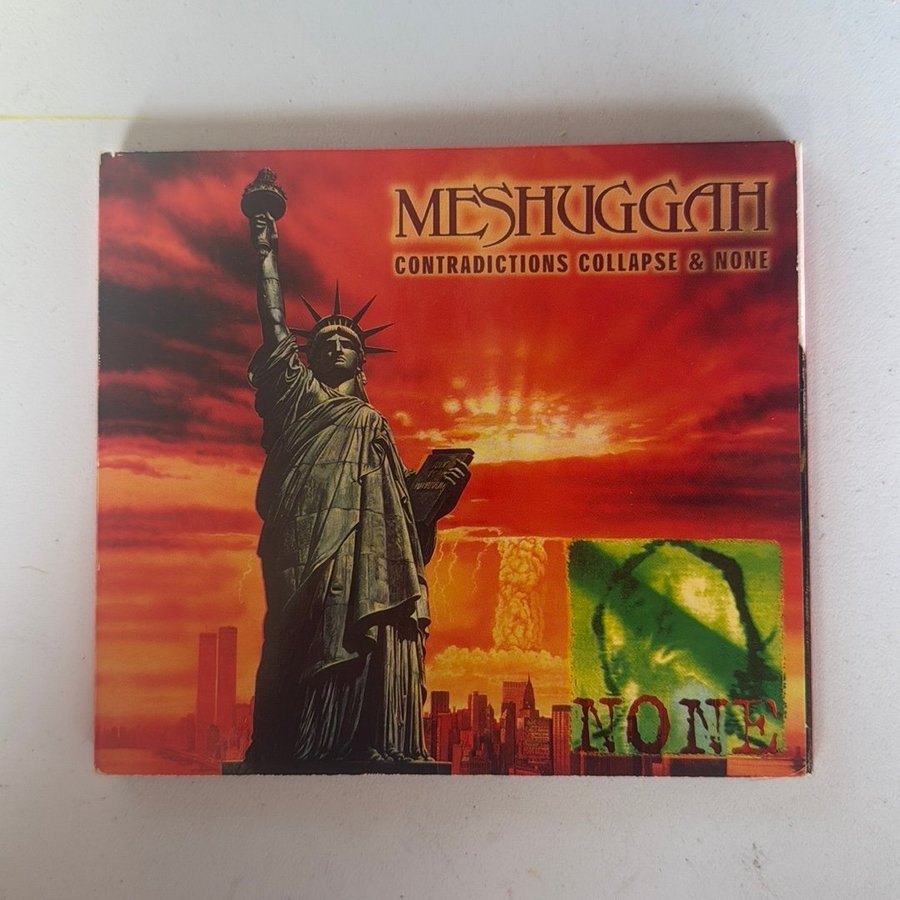 MESHUGGAH
CONTRADICTIONS COLLAPSE & NONE
NONE